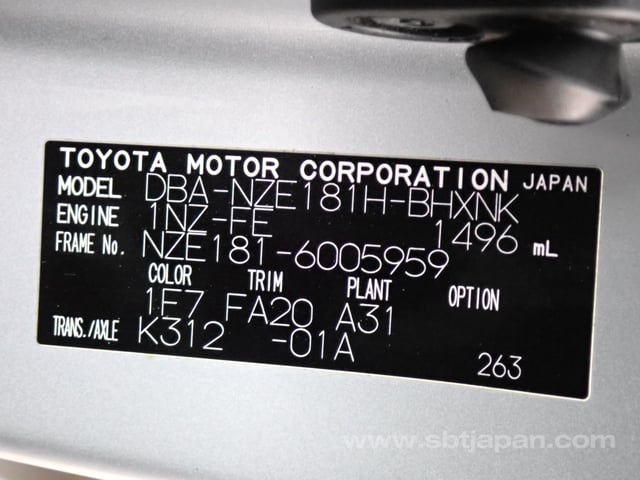 TOYOTA MOTOR CORPORATION JAPAN
MODEL DBA-NZE181H-BHXNK
ENGINE 1NZ-FE 1496 mL
FRAME No. NZE181-6005959
COLOR TRIM PLANT OPTION
1F7 FA20 A31
TRANS./AXLE K312 -01A
263
www.sbtjapan.com